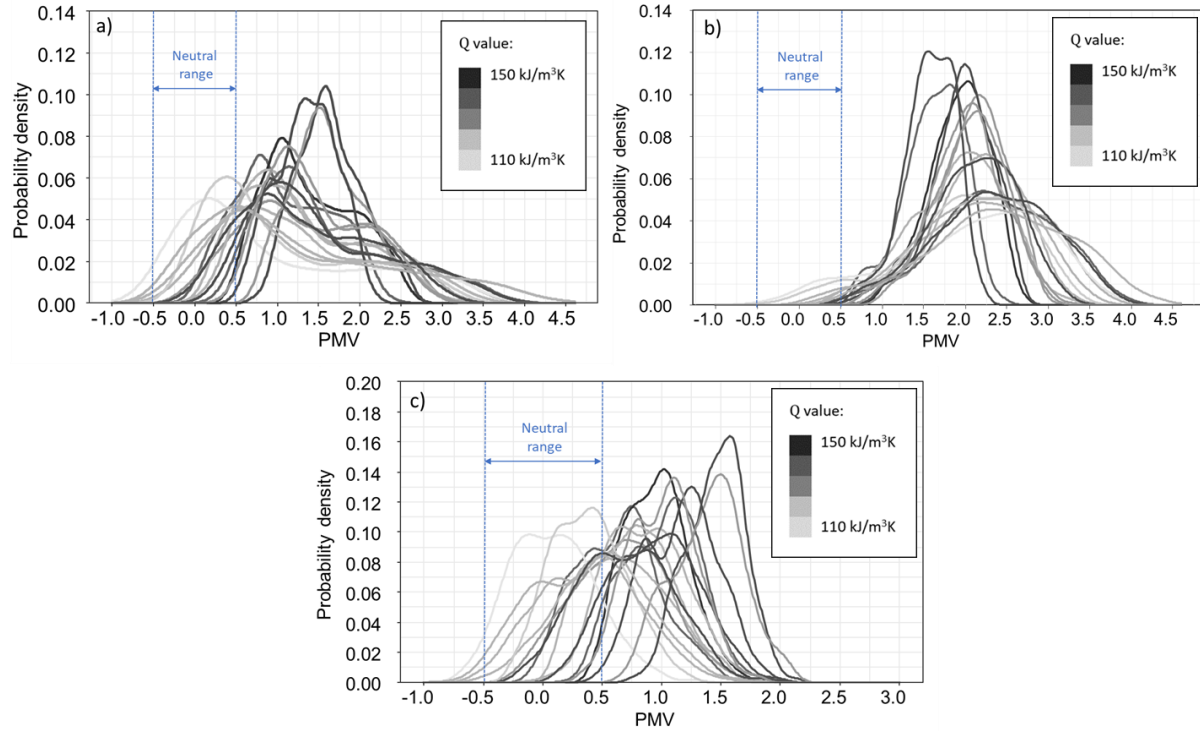 a)
Neutral
range
Q value:
150 kJ/m³K
110 kJ/m³K
Probability density
0.14
0.12
0.10
0.08
0.06
0.04
0.02
0.00
-1.0 -0.5 0.0 0.5 1.0 1.5 2.0 2.5 3.0 3.5 4.0 4.5
PMV
b)
Neutral
range
Q value:
150 kJ/m³K
110 kJ/m³K
Probability density
0.14
0.12
0.10
0.08
0.06
0.04
0.02
0.00
-1.0 -0.5 0.0 0.5 1.0 1.5 2.0 2.5 3.0 3.5 4.0 4.5
PMV
c)
Neutral
range
Q value:
150 kJ/m³K
110 kJ/m³K
Probability density
0.20
0.18
0.16
0.14
0.12
0.10
0.08
0.06
0.04
0.02
0.00
-1.0 -0.5 0.0 0.5 1.0 1.5 2.0 2.5 3.0
PMV